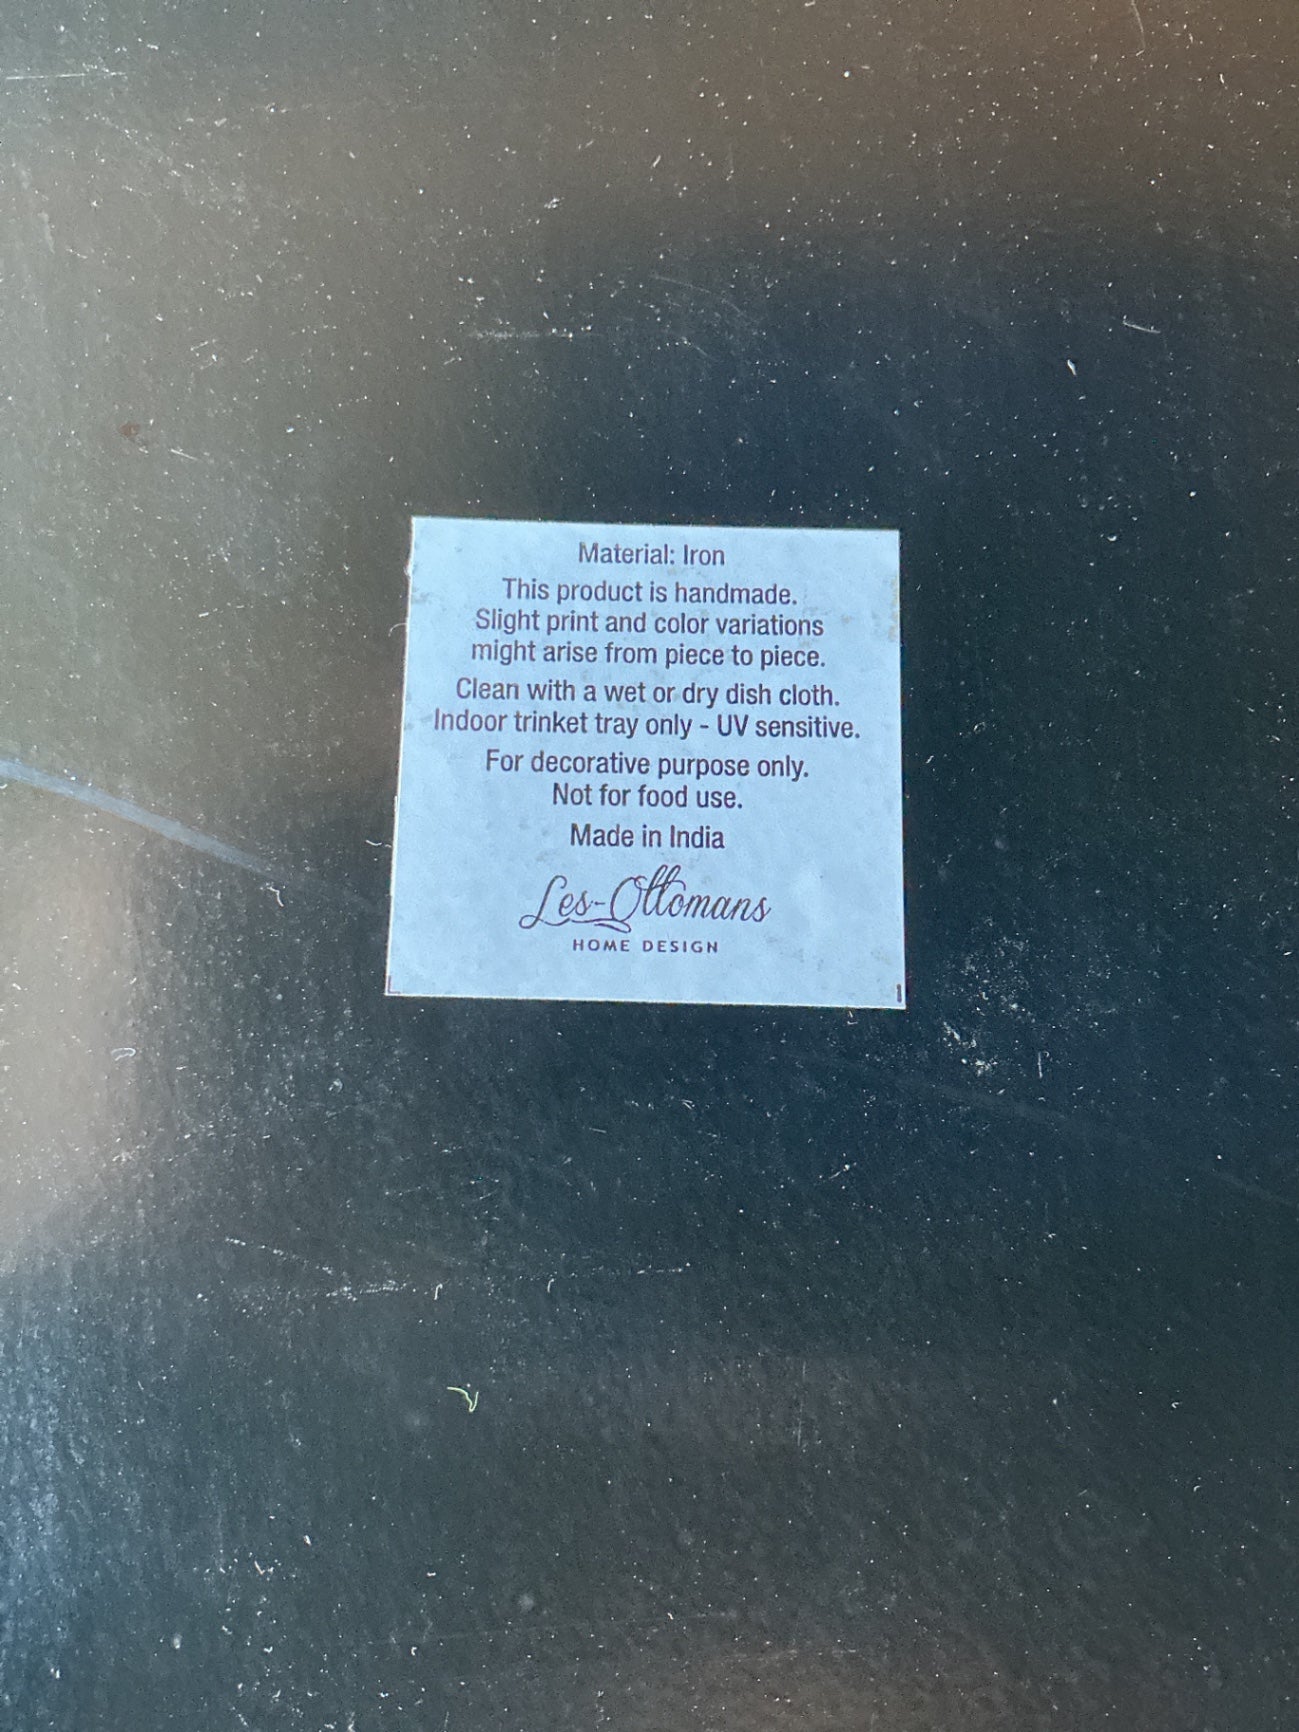 Material: Iron
This product is handmade.
Slight print and color variations
might arise from piece to piece.
Clean with a wet or dry dish cloth.
Indoor trinket tray only - UV sensitive.
For decorative purpose only.
Not for food use.
Made in India
Les-Ottomans
HOME DESIGN